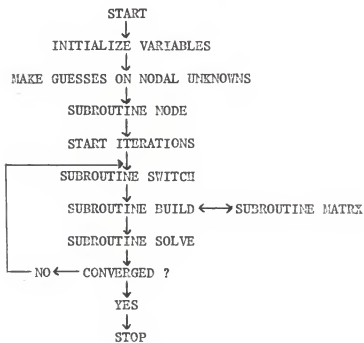 START
INITIALIZE VARIABLES
MAKE GUESSES ON NODAL UNKNOWNS
SUBROUTINE NODE
START ITERATIONS
SUBROUTINE SWITCH
SUBROUTINE BUILD SUBROUTINE MATRX
SUBROUTINE SOLVE
NO CONVERGED ?
YES
STOP